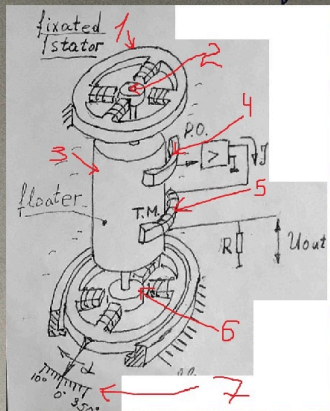 fixated
stator
1
2
3
4
P.O.
>
J
5
floater
T.M.
R
Uout
6
α
10° 0° 350°
7